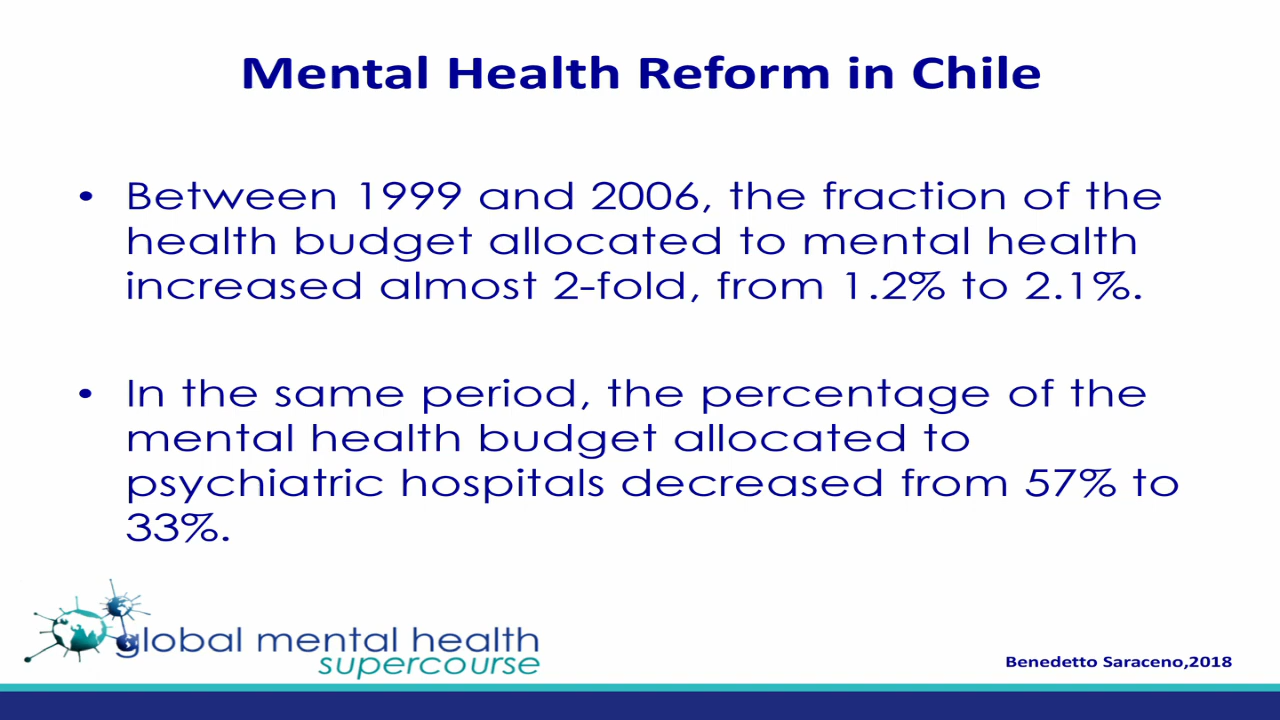 Mental Health Reform in Chile
• Between 1999 and 2006, the fraction of the
health budget allocated to mental health
increased almost 2-fold, from 1.2% to 2.1%.
• In the same period, the percentage of the
mental health budget allocated to
psychiatric hospitals decreased from 57% to
33%.
global mental health
supercourse
Benedetto Saraceno,2018